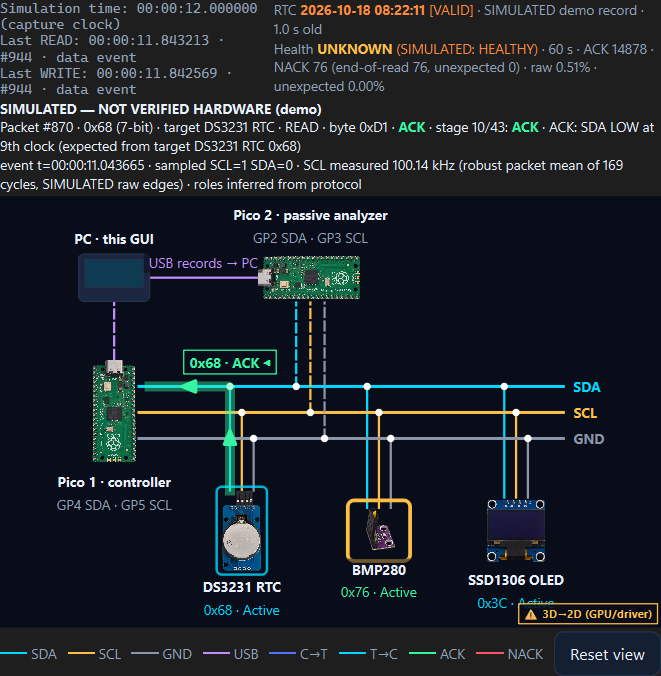 Simulation time: 00:00:12.000000
(capture clock)
Last READ: 00:00:11.843213 ·
#944 · data event
Last WRITE: 00:00:11.842569 ·
#944 · data event
RTC 2026-10-18 08:22:11 [VALID] · SIMULATED demo record ·
1.0 s old
Health UNKNOWN (SIMULATED: HEALTHY) · 60 s · ACK 14878 ·
NACK 76 (end-of-read 76, unexpected 0) · raw 0.51% ·
unexpected 0.00%
SIMULATED — NOT VERIFIED HARDWARE (demo)
Packet #870 · 0x68 (7-bit) · target DS3231 RTC · READ · byte 0xD1 · ACK · stage 10/43: ACK · ACK: SDA LOW at
9th clock (expected from target DS3231 RTC 0x68)
event t=00:00:11.043665 · sampled SCL=1 SDA=0 · SCL measured 100.14 kHz (robust packet mean of 169
cycles, SIMULATED raw edges) · roles inferred from protocol
Pico 2 · passive analyzer
GP2 SDA · GP3 SCL
PC · this GUI
USB records → PC
0x68 · ACK ◂
SDA
SCL
GND
Pico 1 · controller
GP4 SDA · GP5 SCL
DS3231 RTC
0x68 · Active
BMP280
0x76 · Active
SSD1306 OLED
0x3C · Active
3D→2D (GPU/driver)
SDA
SCL
GND
USB
C→T
T→C
ACK
NACK
Reset view